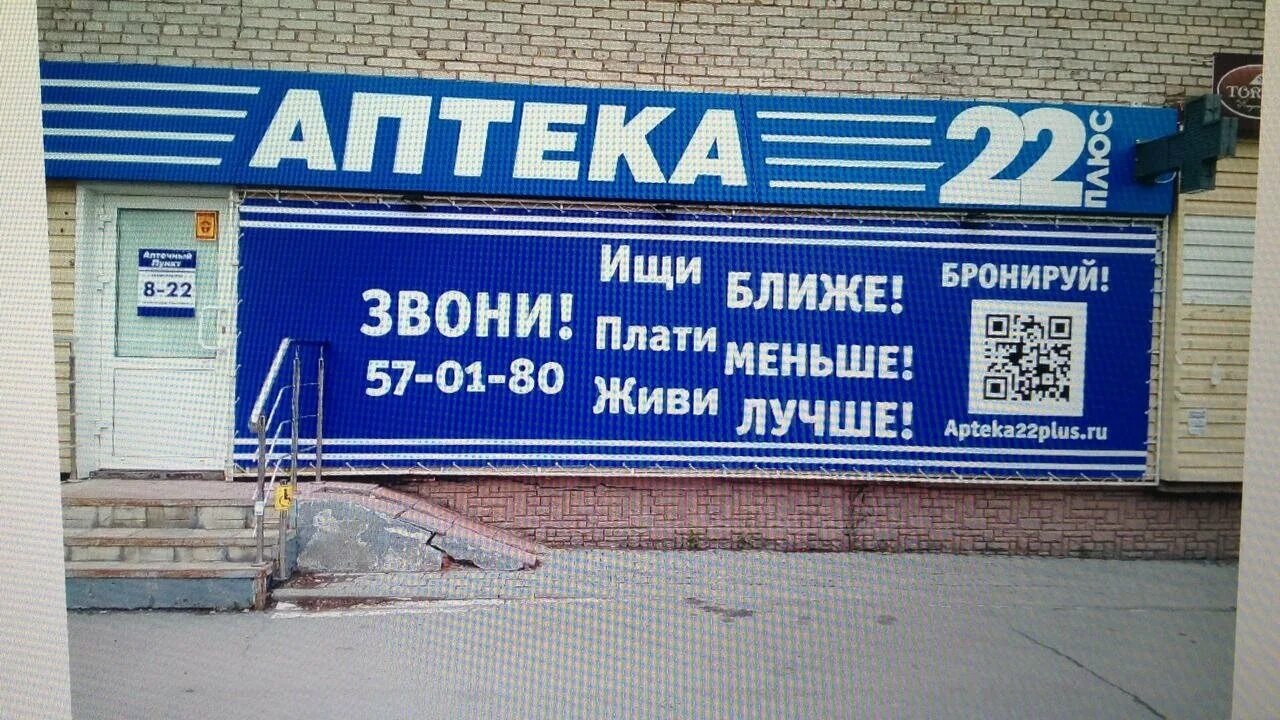 АПТЕКА 22 ПЛЮС
Аптечный
Пункт
8-22
ЗВОНИ!
57-01-80
Ищи БЛИЖЕ!
Плати МЕНЬШЕ!
Живи ЛУЧШЕ!
БРОНИРУЙ!
Apteka22plus.ru